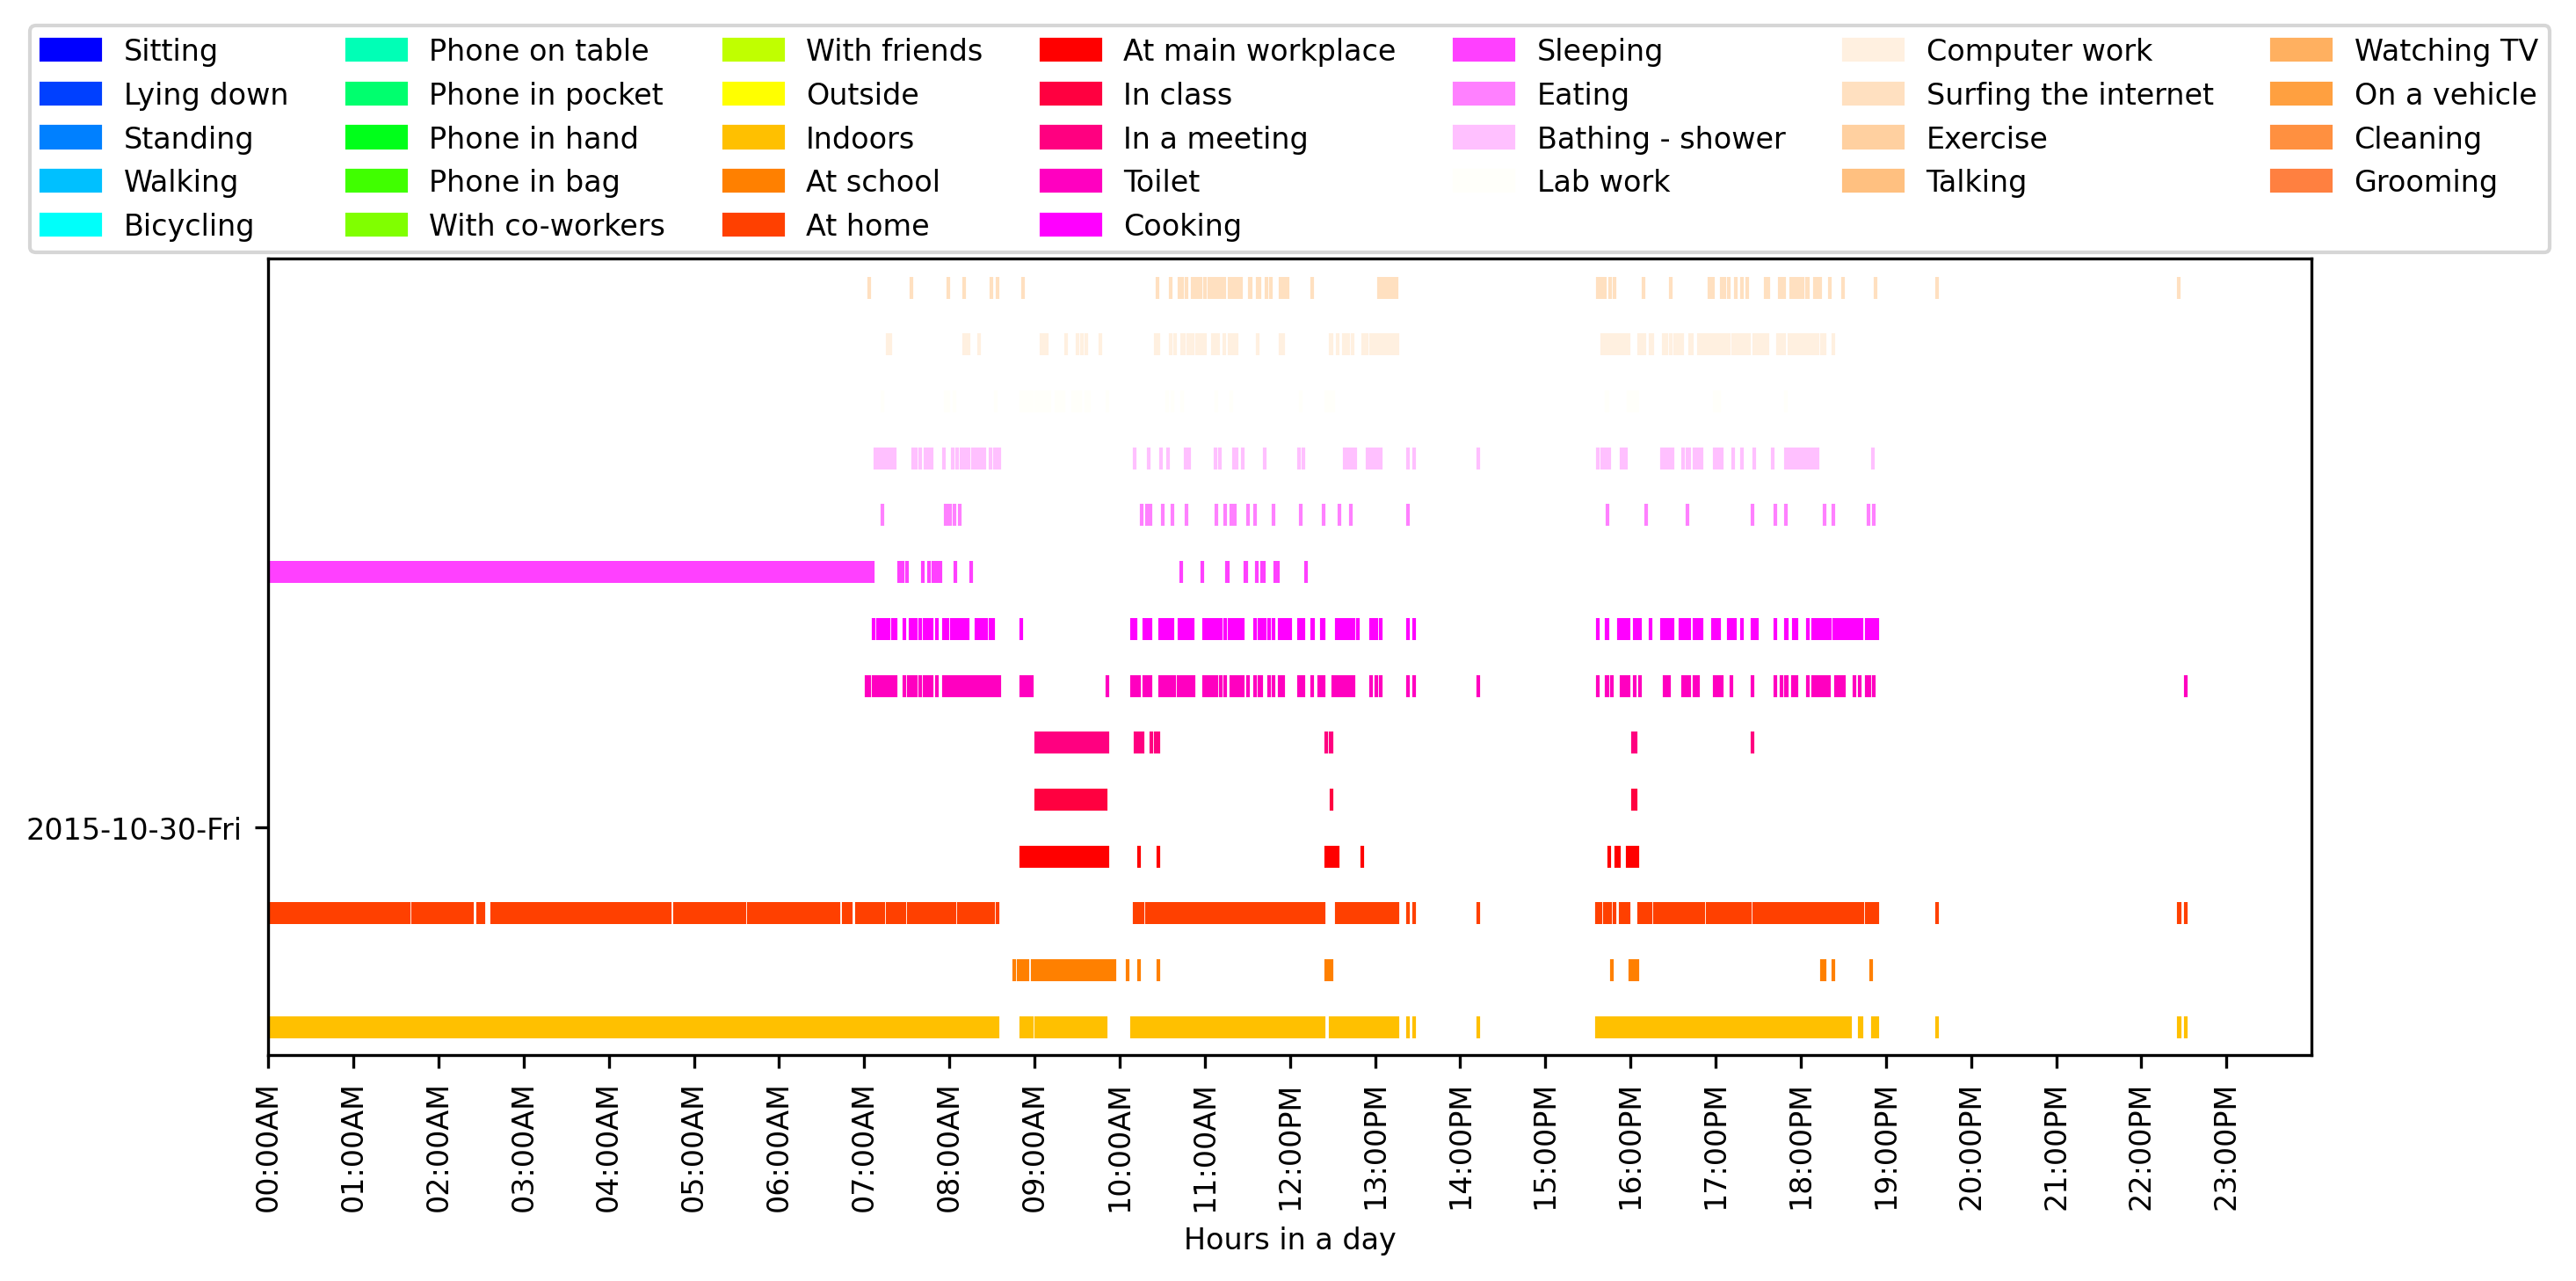 Sitting
Lying down
Standing
Walking
Bicycling
Phone on table
Phone in pocket
Phone in hand
Phone in bag
With co-workers
With friends
Outside
Indoors
At school
At home
At main workplace
In class
In a meeting
Toilet
Cooking
Sleeping
Eating
Bathing - shower
Lab work
Computer work
Surfing the internet
Exercise
Talking
Watching TV
On a vehicle
Cleaning
Grooming
2015-10-30-Fri
00:00AM
01:00AM
02:00AM
03:00AM
04:00AM
05:00AM
06:00AM
07:00AM
08:00AM
09:00AM
10:00AM
11:00AM
12:00PM
13:00PM
14:00PM
15:00PM
16:00PM
17:00PM
18:00PM
19:00PM
20:00PM
21:00PM
22:00PM
23:00PM
Hours in a day